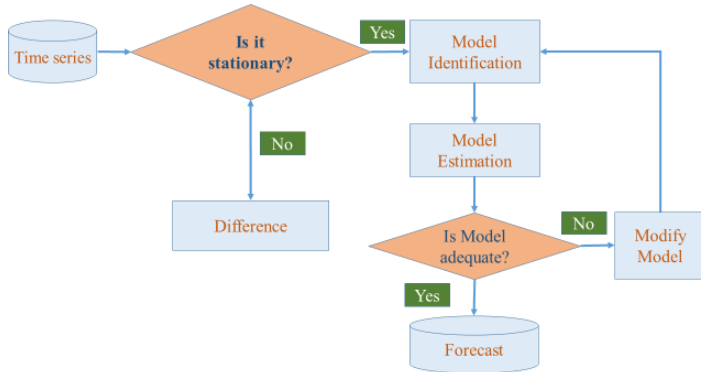 Time series
Is it
stationary?
Yes
Model
Identification
No
Model
Estimation
Difference
Is Model
adequate?
No
Modify
Model
Yes
Forecast